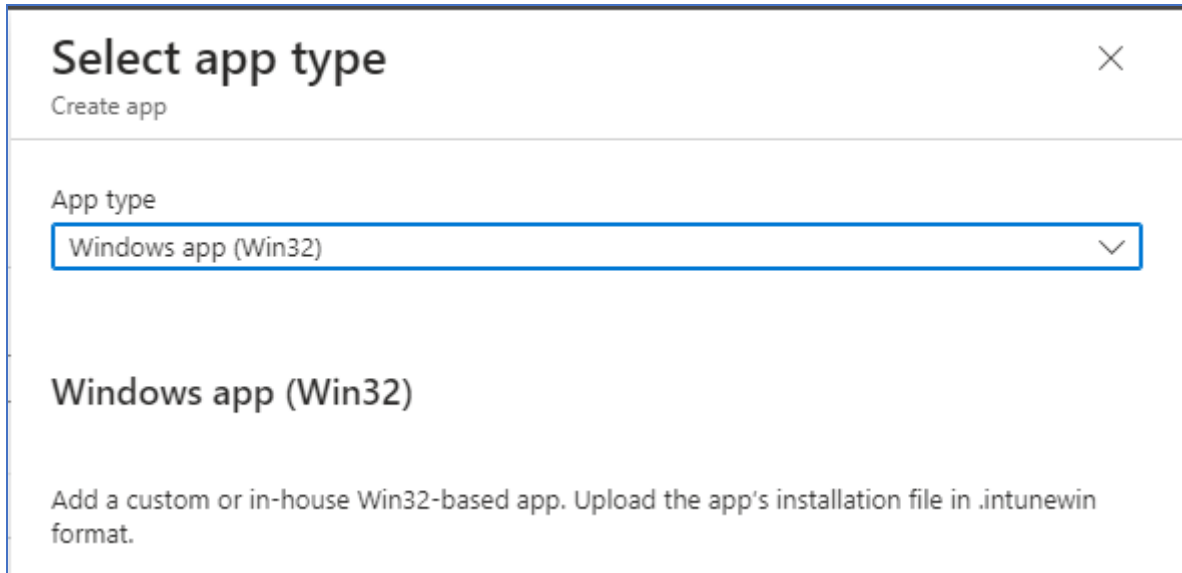 Select app type
Create app
App type
Windows app (Win32)
Windows app (Win32)
Add a custom or in-house Win32-based app. Upload the app's installation file in .intunewin
format.